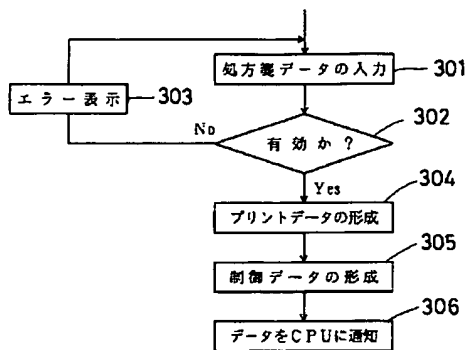 処方箋データの入力
301
エラー表示
303
302
No
有効か?
Yes
304
プリントデータの形成
305
制御データの形成
306
データをCPUに通知